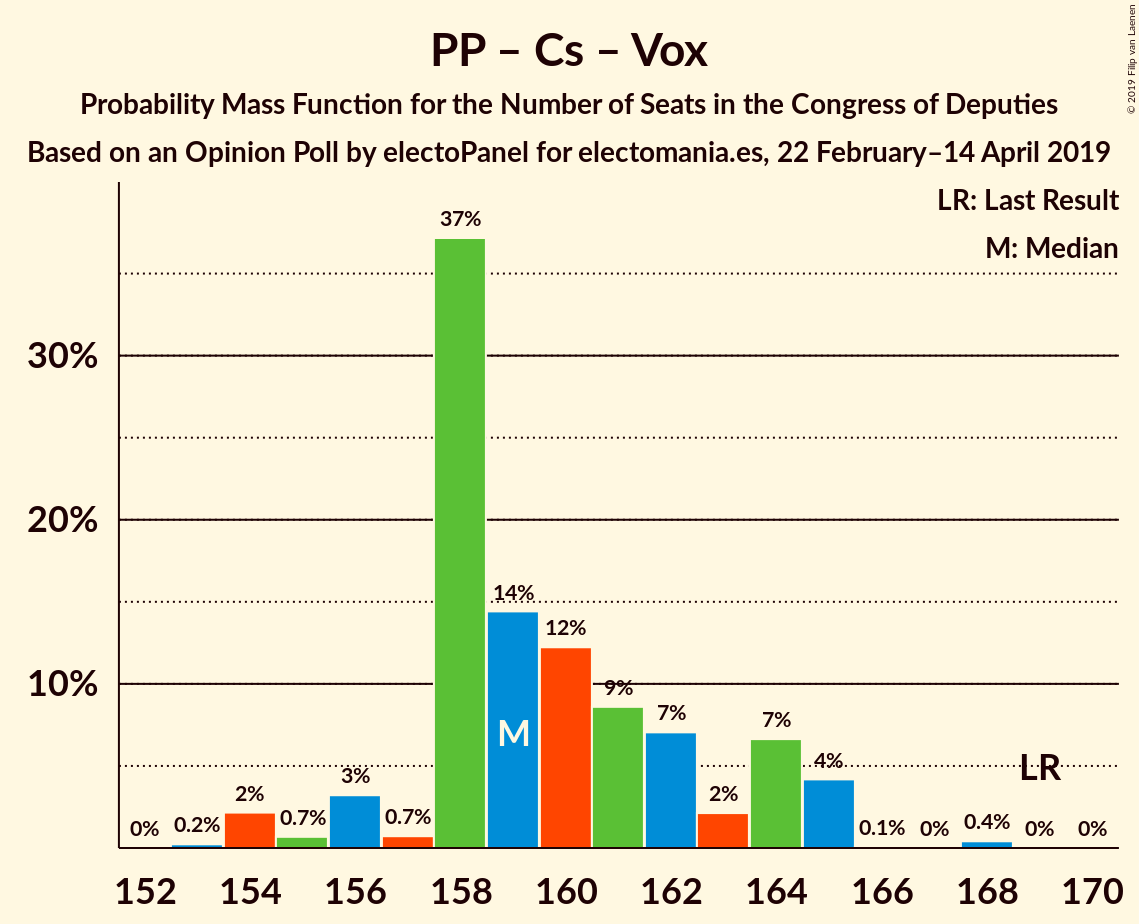 PP – Cs – Vox
Probability Mass Function for the Number of Seats in the Congress of Deputies
Based on an Opinion Poll by electoPanel for electomania.es, 22 February–14 April 2019
© 2019 Filip van Laenen
LR: Last Result
M: Median
37%
30%
20%
14%
12%
10%
9%
7%
7%
M
4%
LR
3%
2%
2%
0%
0.2%
0.7%
0.7%
0.1%
0%
0.4%
0%
0%
152 154 156 158 160 162 164 166 168 170